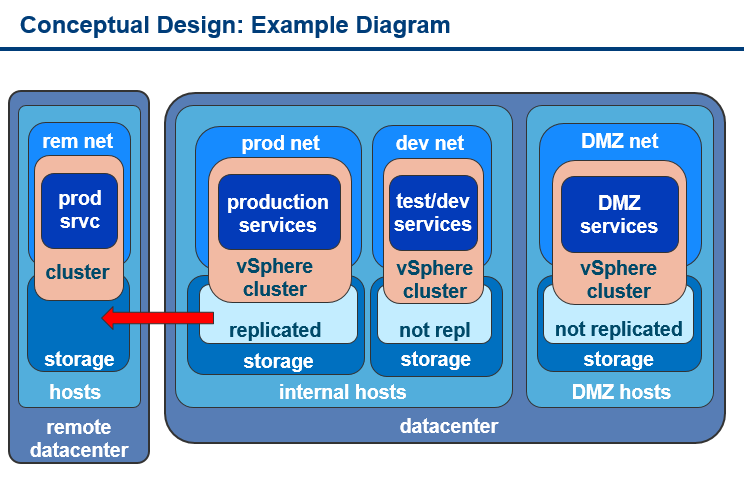 Conceptual Design: Example Diagram
rem net
prod
srvc
cluster
storage
hosts
remote
datacenter
prod net
production
services
vSphere
cluster
replicated
storage
dev net
test/dev
services
vSphere
cluster
not repl
storage
internal hosts
DMZ net
DMZ
services
vSphere
cluster
not replicated
storage
DMZ hosts
datacenter